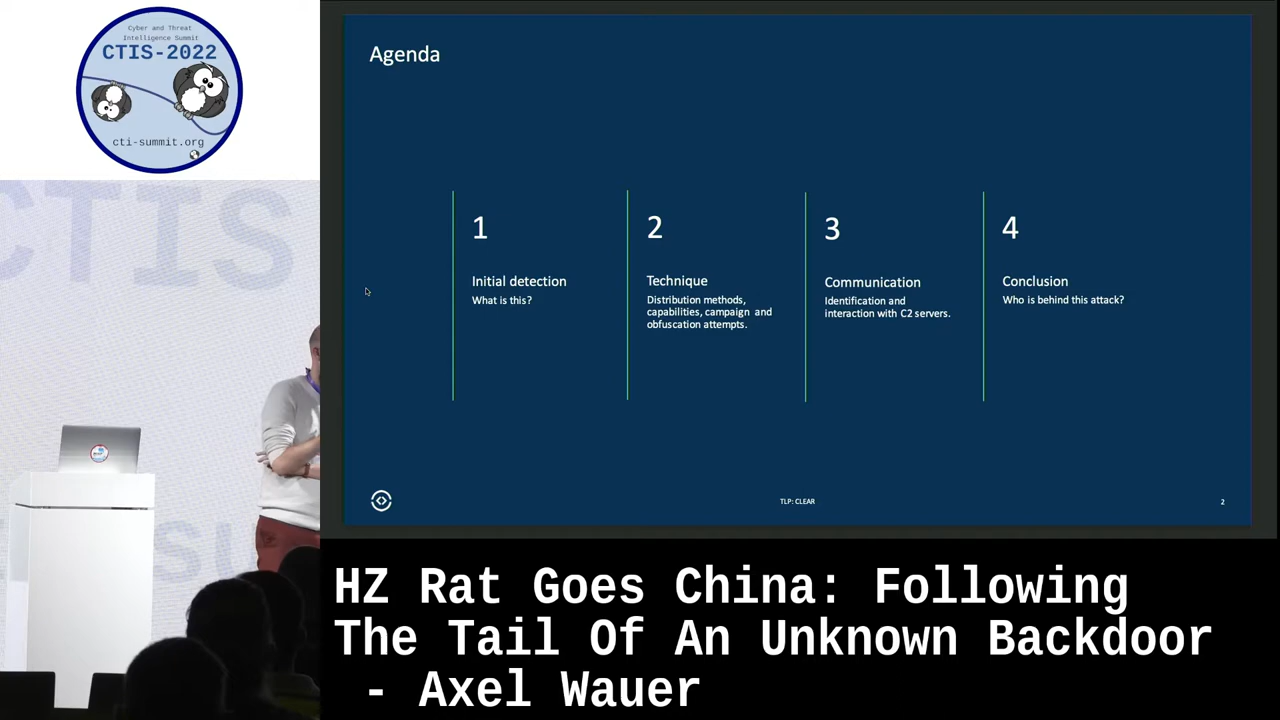 Cyber and Threat
Intelligence Summit
CTIS-2022
cti-summit.org
CTIS
su
Agenda
1
Initial detection
What is this?
2
Technique
Distribution methods,
capabilities, campaign and
obfuscation attempts.
3
Communication
Identification and
interaction with C2 servers.
4
Conclusion
Who is behind this attack?
TLP: CLEAR
2
HZ Rat Goes China: Following
The Tail Of An Unknown Backdoor
- Axel Wauer